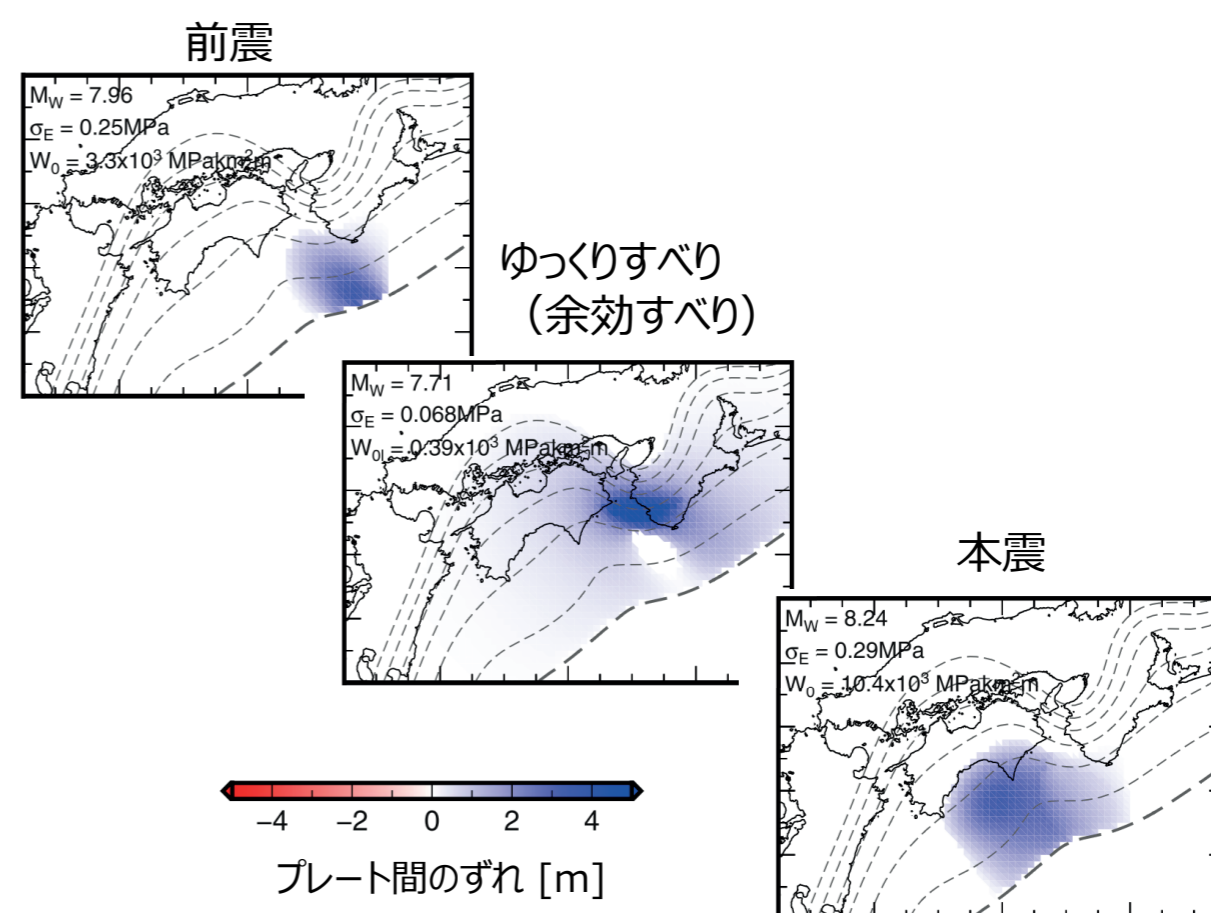 前震
M_W = 7.96
σ_E = 0.25MPa
W_0 = 3.3x10^3 MPakm^2m
ゆっくりすべり
(余効すべり)
M_W = 7.71
σ_E = 0.068MPa
W_0 = 0.39x10^3 MPakm^2m
本震
M_W = 8.24
σ_E = 0.29MPa
W_0 = 10.4x10^3 MPakm^2m
−4 −2 0 2 4
プレート間のずれ [m]